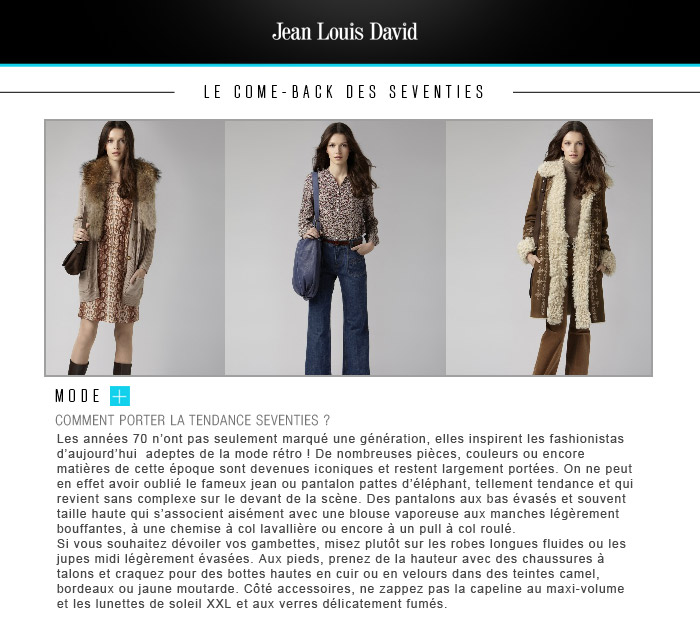 Jean Louis David
LE COME-BACK DES SEVENTIES
MODE +
COMMENT PORTER LA TENDANCE SEVENTIES ?
Les années 70 n'ont pas seulement marqué une génération, elles inspirent les fashionistas
d'aujourd'hui  adeptes de la mode rétro ! De nombreuses pièces, couleurs ou encore
matières de cette époque sont devenues iconiques et restent largement portées. On ne peut
en effet avoir oublié le fameux jean ou pantalon pattes d'éléphant, tellement tendance et qui
revient sans complexe sur le devant de la scène. Des pantalons aux bas évasés et souvent
taille haute qui s'associent aisément avec une blouse vaporeuse aux manches légèrement
bouffantes, à une chemise à col lavallière ou encore à un pull à col roulé.
Si vous souhaitez dévoiler vos gambettes, misez plutôt sur les robes longues fluides ou les
jupes midi légèrement évasées. Aux pieds, prenez de la hauteur avec des chaussures à
talons et craquez pour des bottes hautes en cuir ou en velours dans des teintes camel,
bordeaux ou jaune moutarde. Côté accessoires, ne zappez pas la capeline au maxi-volume
et les lunettes de soleil XXL et aux verres délicatement fumés.